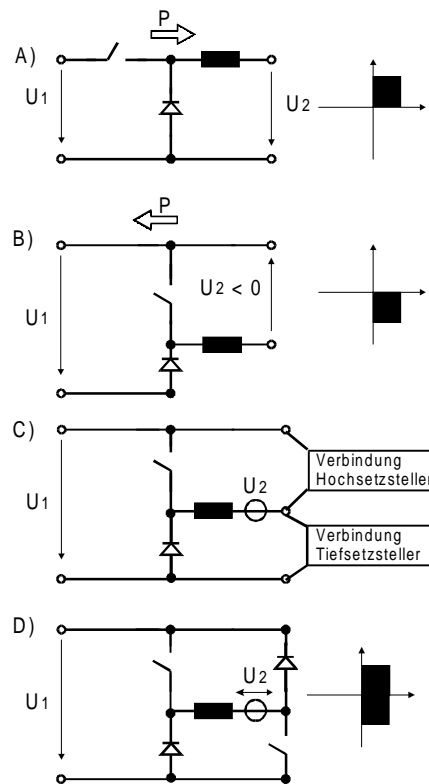 P
A)
U1
U2
P
B)
U1
U2 < 0
C)
U1
U2
Verbindung
Hochsetzsteller
Verbindung
Tiefsetzsteller
D)
U1
U2